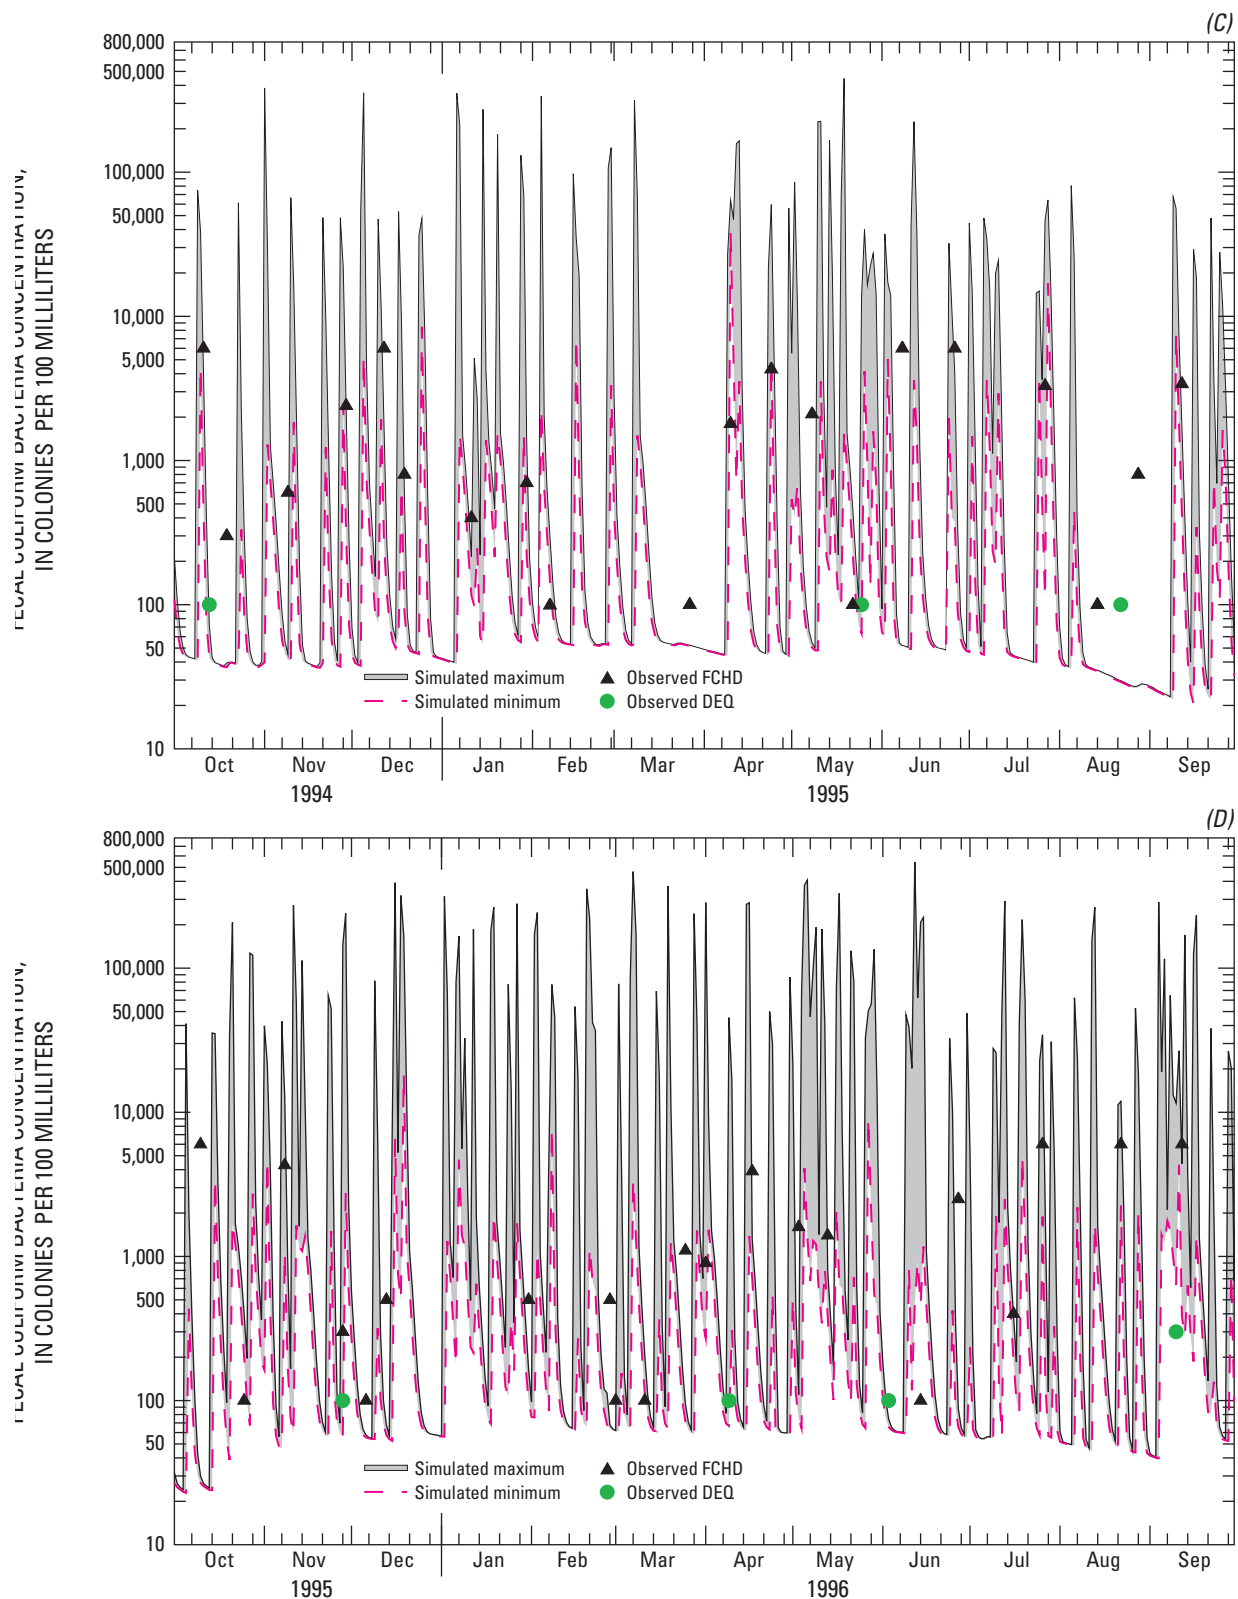 (C)
800,000
500,000
100,000
50,000
10,000
5,000
1,000
500
100
50
10
IN COLONIES PER 100 MILLILITERS
Simulated maximum
Simulated minimum
Observed FCHD
Observed DEQ
Oct Nov Dec Jan Feb Mar Apr May Jun Jul Aug Sep
1994 1995
(D)
800,000
500,000
100,000
50,000
10,000
5,000
1,000
500
100
50
10
IN COLONIES PER 100 MILLILITERS
Simulated maximum
Simulated minimum
Observed FCHD
Observed DEQ
Oct Nov Dec Jan Feb Mar Apr May Jun Jul Aug Sep
1995 1996